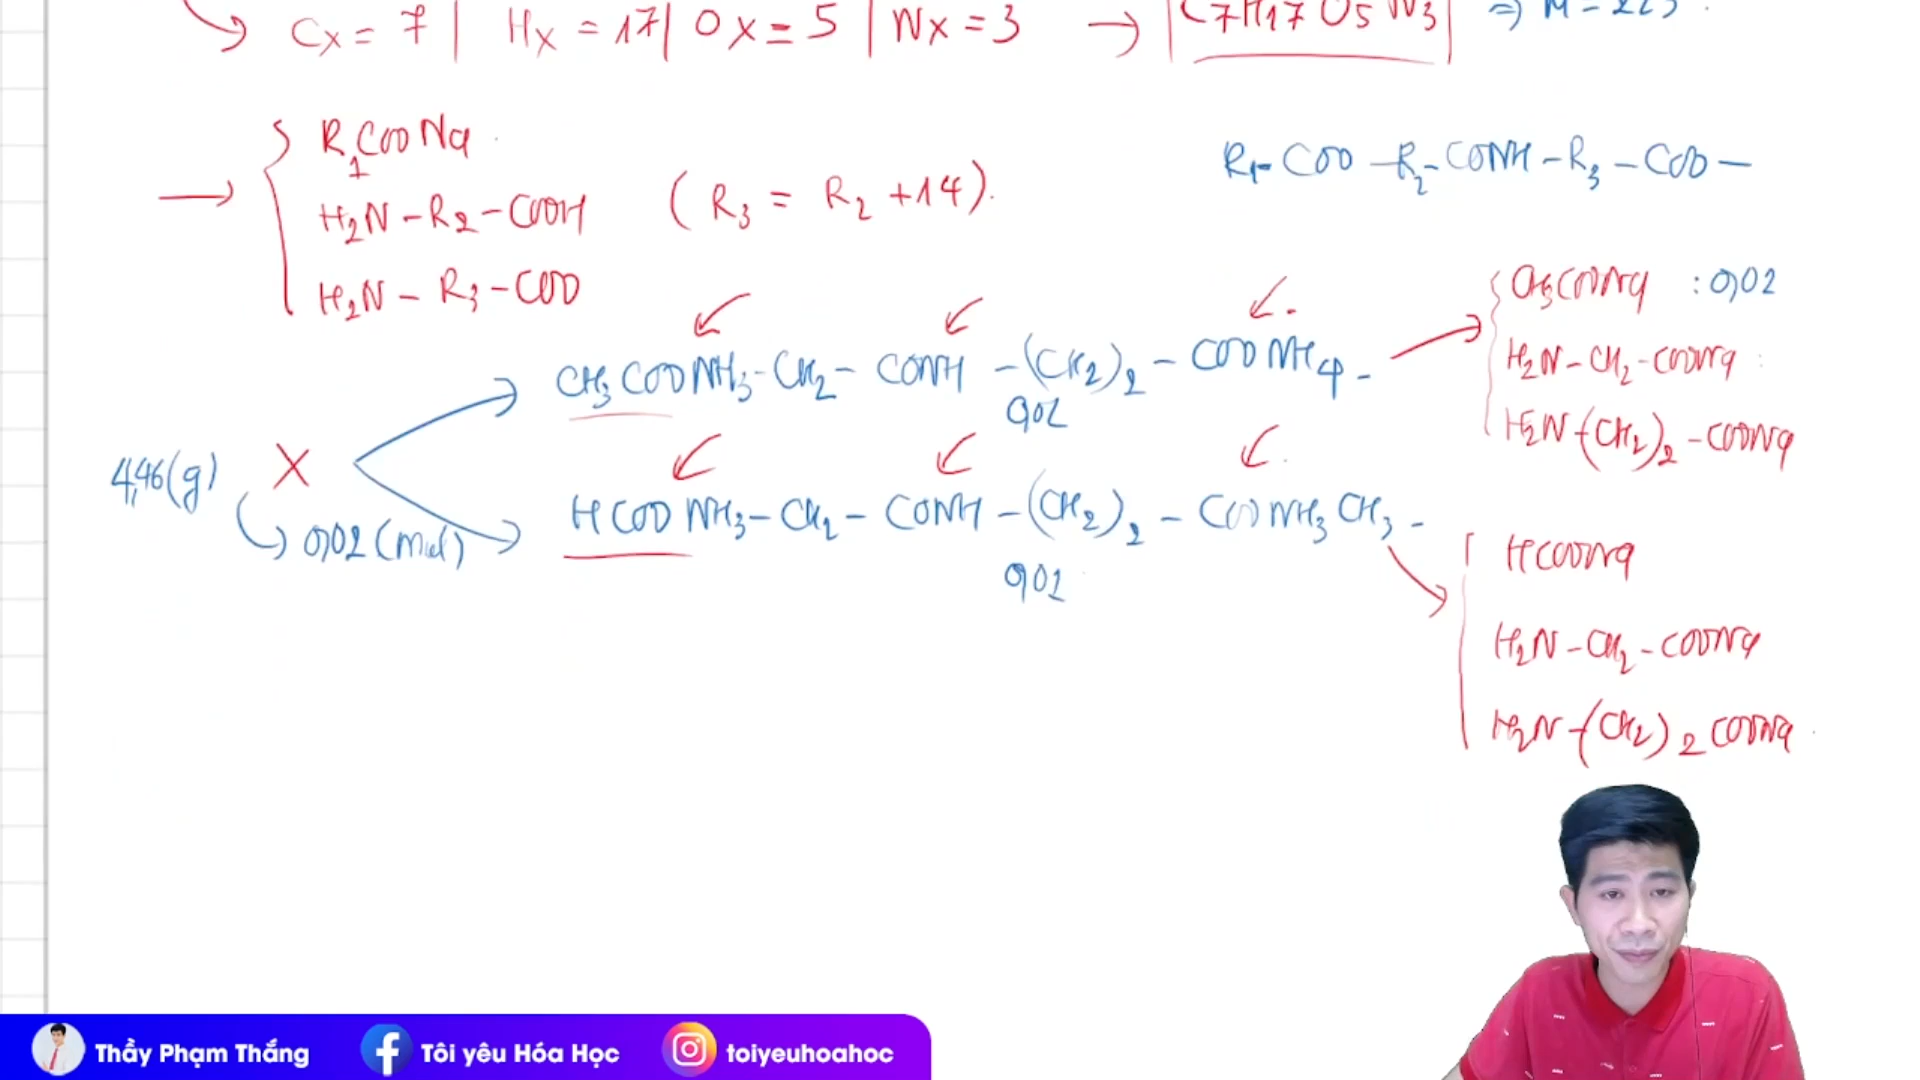 Cx = 7 | Hx = 17 | Ox = 5 | Nx = 3 → |C7H17O5N3| ⇒ M = 223
R1COONa
H2N-R2-COOH (R3 = R2 + 14).
H2N-R3-COO
R1-COO-R2-CONH-R3-COO-
CH3COONH3-CH2-CONH-(CH2)2-COONH4
0,02
4,46(g) X
0,02 (mol)
HCOONH3-CH2-CONH-(CH2)2-COONH3CH3
0,02
CH3COONa : 0,02
H2N-CH2-COONa :
H2N-(CH2)2-COONa
HCOONa
H2N-CH2-COONa
H2N-(CH2)2COONa
Thầy Phạm Thắng Tôi yêu Hóa Học toiyeuhoahoc